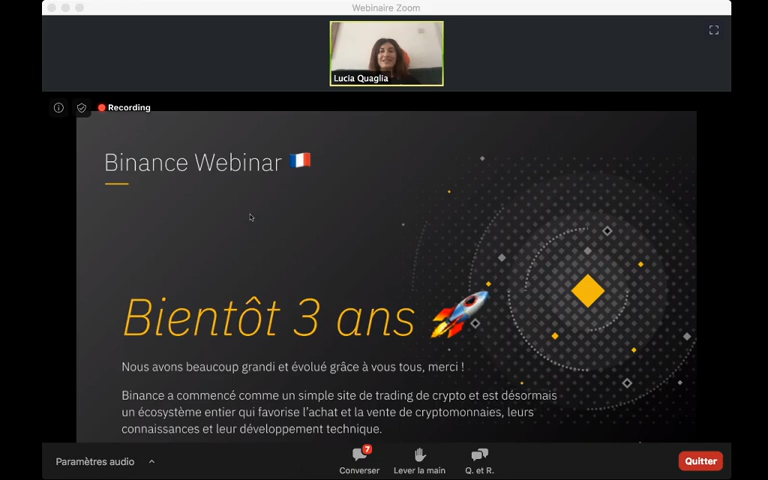 Webinaire Zoom
Lucia Quaglia
Recording
Binance Webinar 🇫🇷
Bientôt 3 ans 🚀
Nous avons beaucoup grandi et évolué grâce à vous tous, merci !
Binance a commencé comme un simple site de trading de crypto et est désormais
un écosystème entier qui favorise l'achat et la vente de cryptomonnaies, leurs
connaissances et leur développement technique.
Paramètres audio
7
Converser
Lever la main
Q. et R.
Quitter